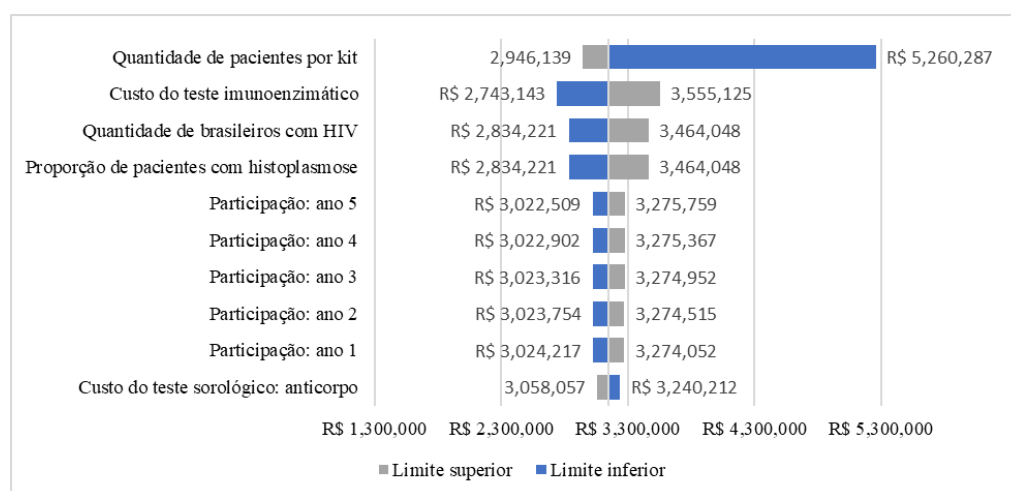 Quantidade de pacientes por kit 2,946,139 R$ 5,260,287
Custo do teste imunoenzimático R$ 2,743,143 3,555,125
Quantidade de brasileiros com HIV R$ 2,834,221 3,464,048
Proporção de pacientes com histoplasmose R$ 2,834,221 3,464,048
Participação: ano 5 R$ 3,022,509 3,275,759
Participação: ano 4 R$ 3,022,902 3,275,367
Participação: ano 3 R$ 3,023,316 3,274,952
Participação: ano 2 R$ 3,023,754 3,274,515
Participação: ano 1 R$ 3,024,217 3,274,052
Custo do teste sorológico: anticorpo 3,058,057 R$ 3,240,212
R$ 1,300,000 R$ 2,300,000 R$ 3,300,000 R$ 4,300,000 R$ 5,300,000
Limite superior Limite inferior